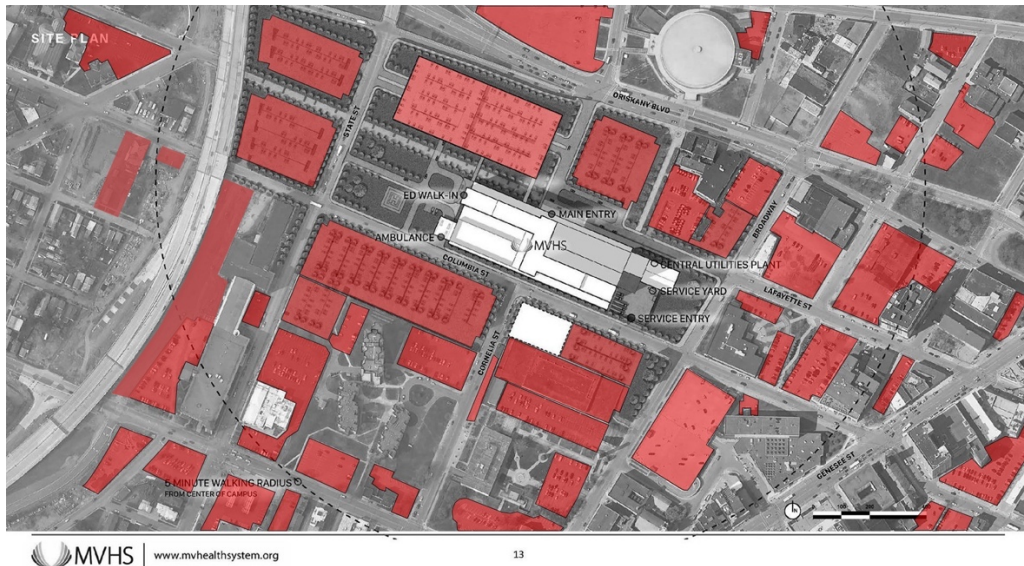 SITE PLAN
ORISKANY BLVD
STATE ST
ED WALK-IN
MAIN ENTRY
BROADWAY
AMBULANCE
MVHS
COLUMBIA ST
CENTRAL UTILITIES PLANT
SERVICE YARD
LAFAYETTE ST
SERVICE ENTRY
CORNELIA ST
GENESEE ST
5 MINUTE WALKING RADIUS
FROM CENTER OF CAMPUS
MVHS
www.mvhealthsystem.org
13